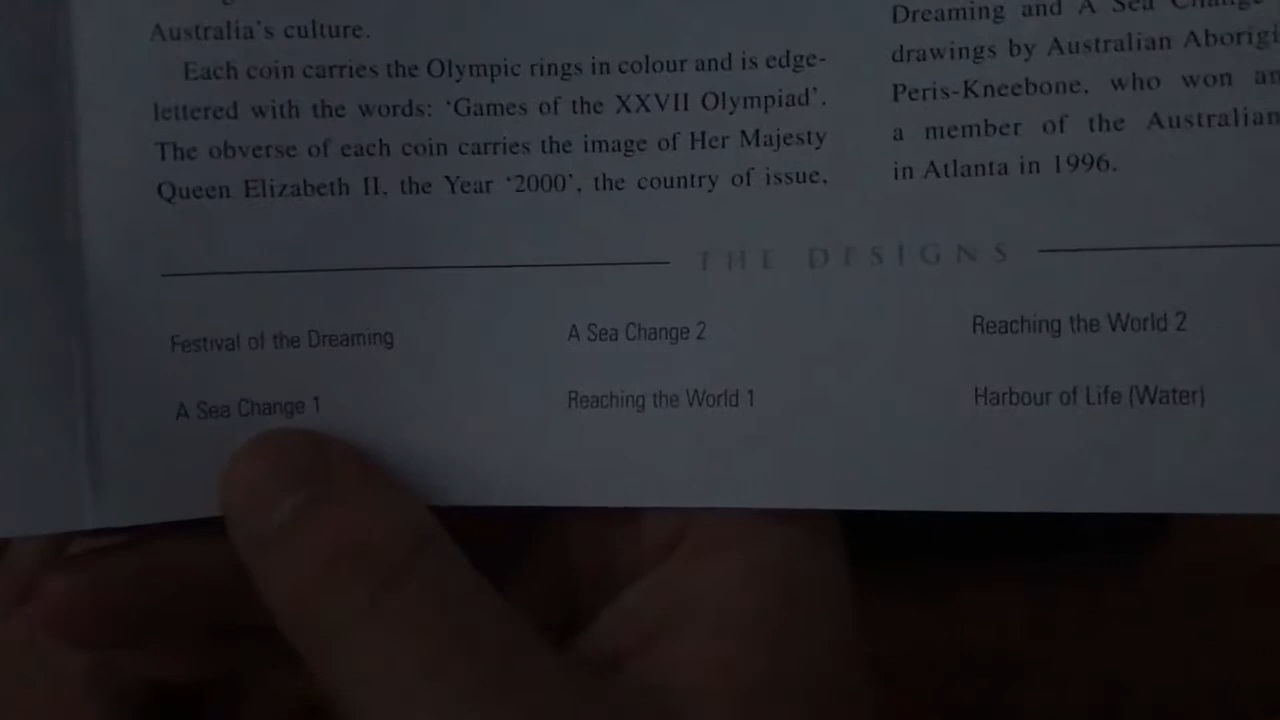 Australia's culture.
Each coin carries the Olympic rings in colour and is edge-
lettered with the words: 'Games of the XXVII Olympiad'.
The obverse of each coin carries the image of Her Majesty
Queen Elizabeth II, the Year '2000', the country of issue,
Dreaming and A Sea Change
drawings by Australian Aborigi
Peris-Kneebone, who won an
a member of the Australian
in Atlanta in 1996.
THE DESIGNS
Festival of the Dreaming
A Sea Change 2
Reaching the World 2
A Sea Change 1
Reaching the World 1
Harbour of Life (Water)